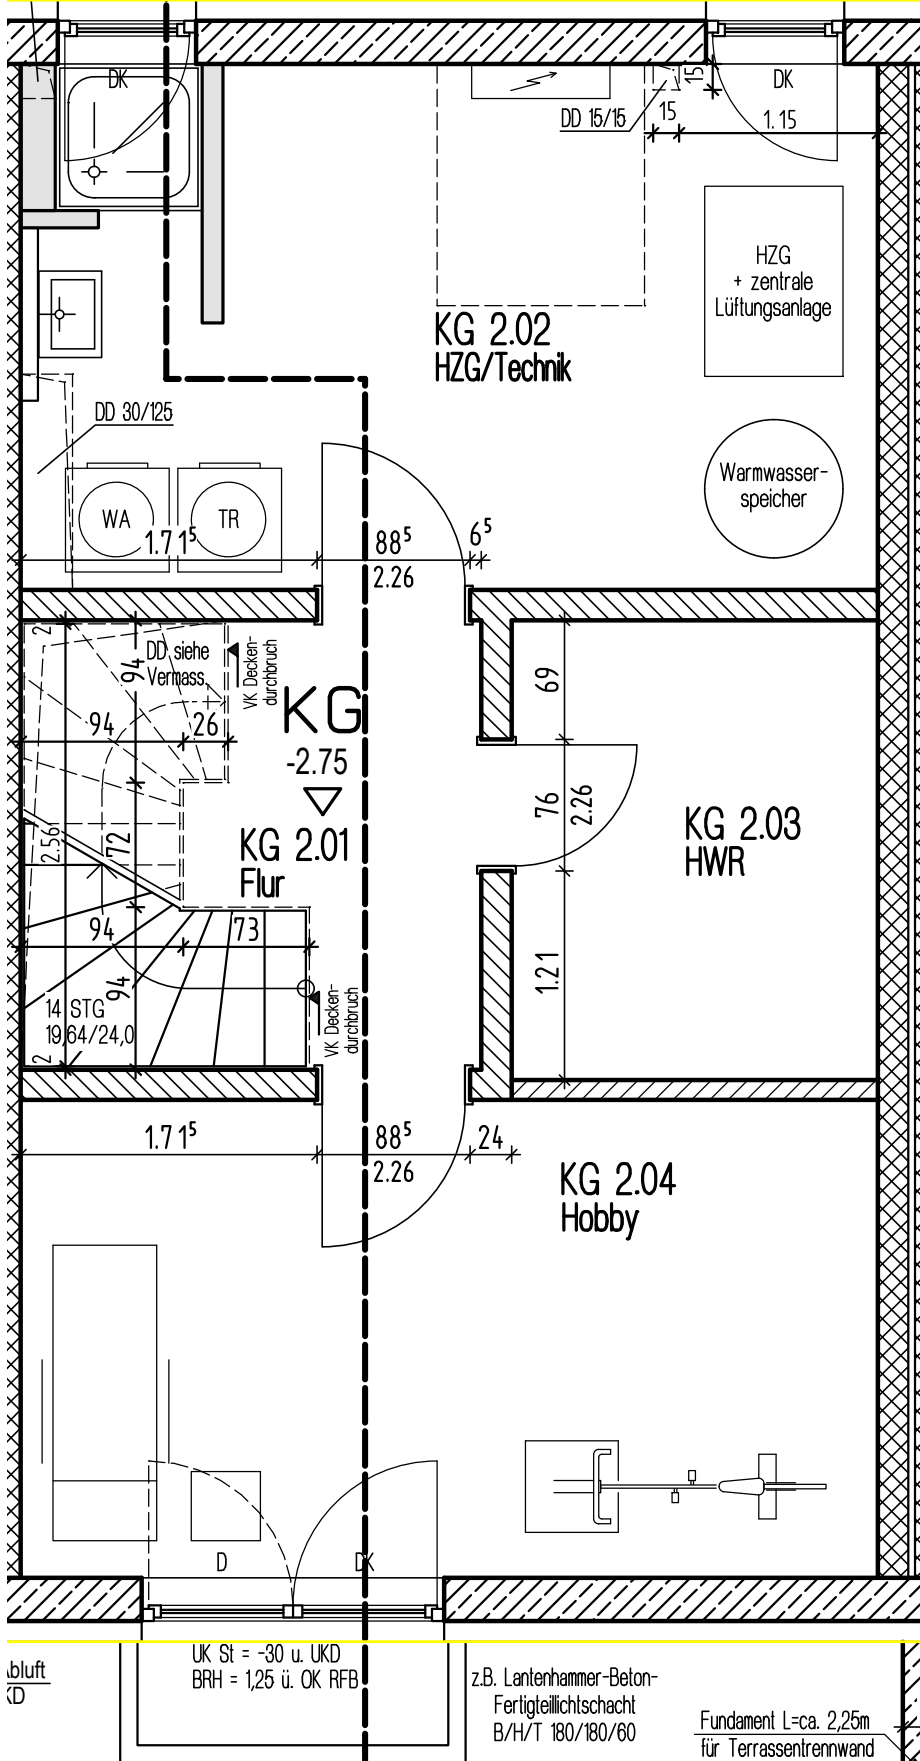 DK
DK
15
DD 15/15
15
1.15
HZG
+ zentrale
Lüftungsanlage
KG 2.02
HZG/Technik
DD 30/125
Warmwasser-
speicher
WA
TR
1.71⁵
88⁵
6⁵
2.26
2
DD siehe
Vermass.
94
VK Decken-
durchbruch
KG
-2.75
69
94
26
76
2.26
KG 2.01
Flur
KG 2.03
HWR
2.56
72
94
73
1.21
94
VK Decken-
durchbruch
14 STG
19,64/24,0
2
1.71⁵
88⁵
24
2.26
KG 2.04
Hobby
D
DK
UK St = -30 u. UKD
BRH = 1,25 ü. OK RFB
bluft
KD
z.B. Lantenhammer-Beton-
Fertigteillichtschacht
B/H/T 180/180/60
Fundament L=ca. 2,25m
für Terrassentrennwand